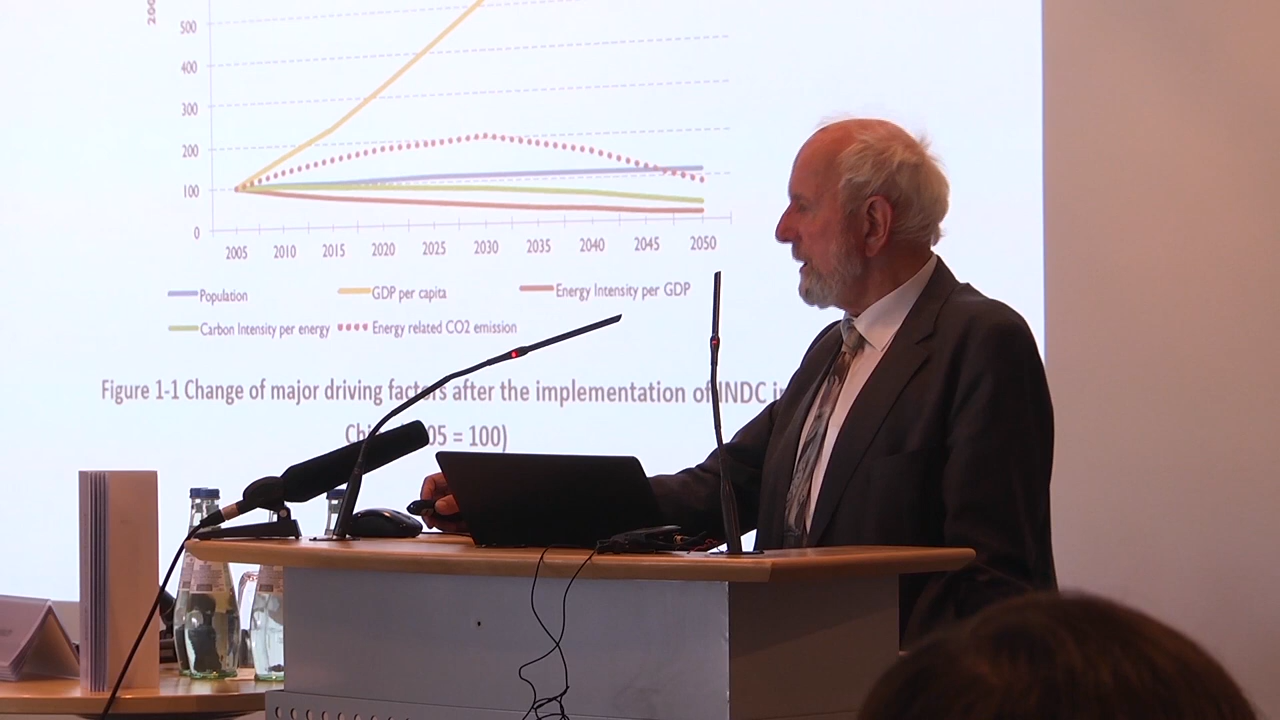 200
500
400
300
200
100
0
2005 2010 2015 2020 2025 2030 2035 2040 2045 2050
Population GDP per capita Energy Intensity per GDP
Carbon Intensity per energy Energy related CO2 emission
Figure 1-1 Change of major driving factors after the implementation of INDC
05 = 100)